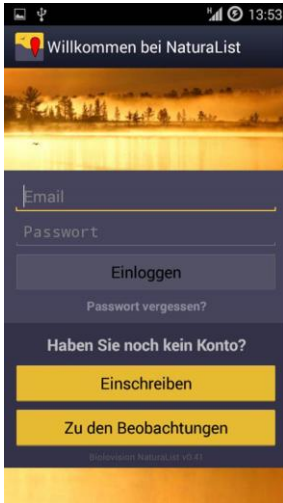 H 13:53
Willkommen bei NaturaList
Email
Passwort
Einloggen
Passwort vergessen?
Haben Sie noch kein Konto?
Einschreiben
Zu den Beobachtungen
Biolovision NaturaList v0.41